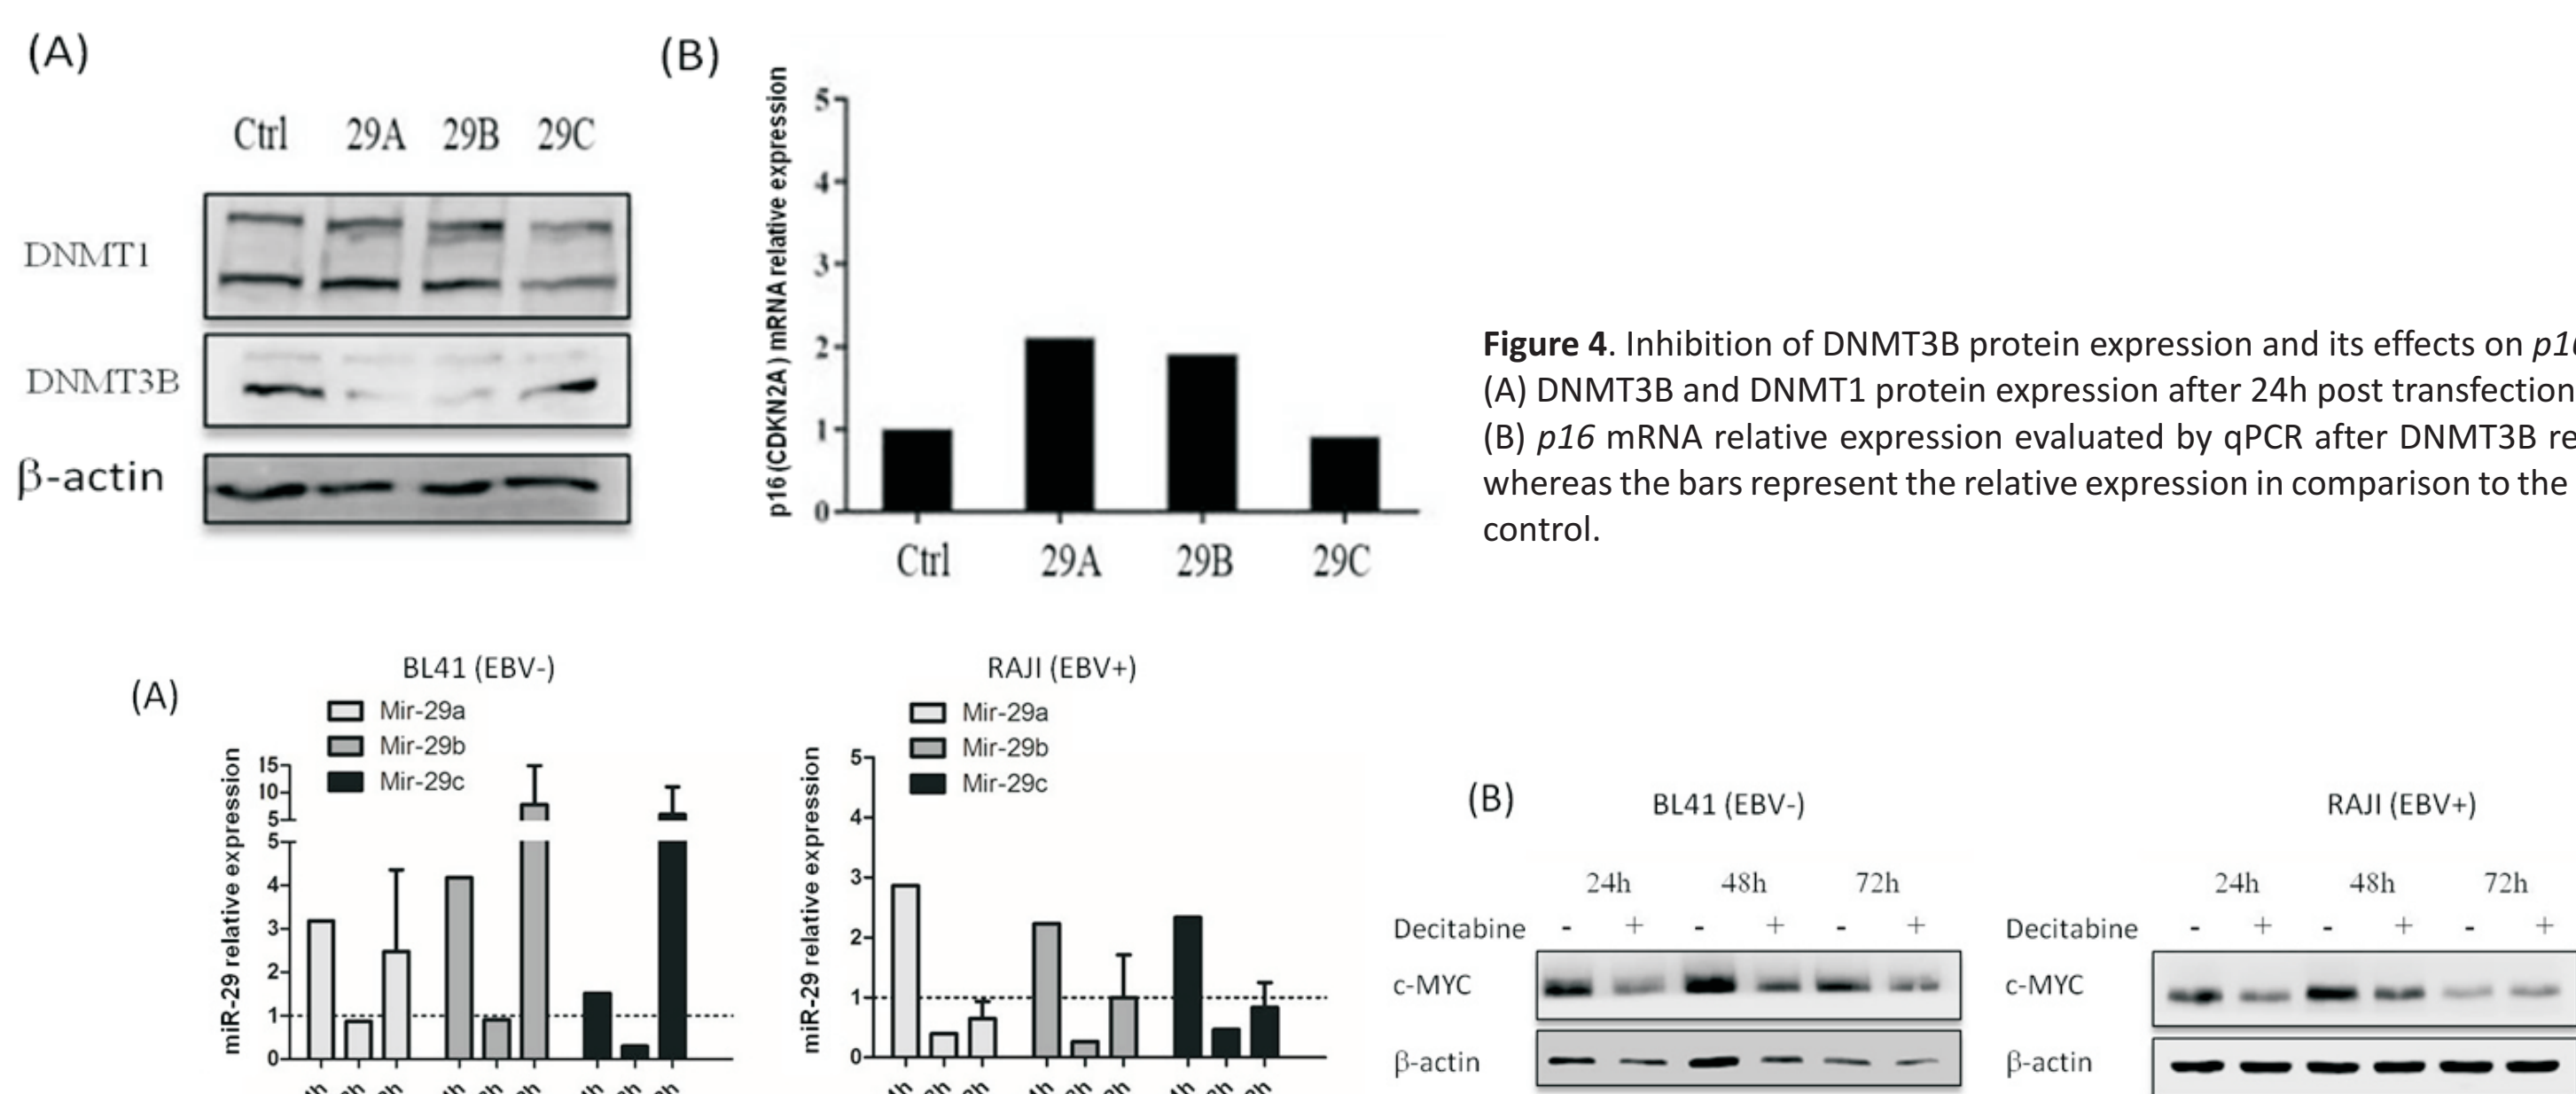 (A)
Ctrl 29A 29B 29C
DNMT1
DNMT3B
β-actin
(B)
p16(CDKN2A) mRNA relative expression
5
4
3
2
1
0
Ctrl 29A 29B 29C
Figure 4. Inhibition of DNMT3B protein expression and its effects on
(A) DNMT3B and DNMT1 protein expression after 24h post transfection
(B) p16 mRNA relative expression evaluated by qPCR after DNMT3B
whereas the bars represent the relative expression in comparison to the
control.
(A)
BL41 (EBV-)
Mir-29a
Mir-29b
Mir-29c
miR-29 relative expression
15
10
5
5
4
3
2
1
0
RAJI (EBV+)
Mir-29a
Mir-29b
Mir-29c
miR-29 relative expression
5
4
3
2
1
0
(B)
BL41 (EBV-)
24h 48h 72h
Decitabine - + - + - +
c-MYC
β-actin
RAJI (EBV+)
24h 48h 72h
Decitabine - + - + - +
c-MYC
β-actin